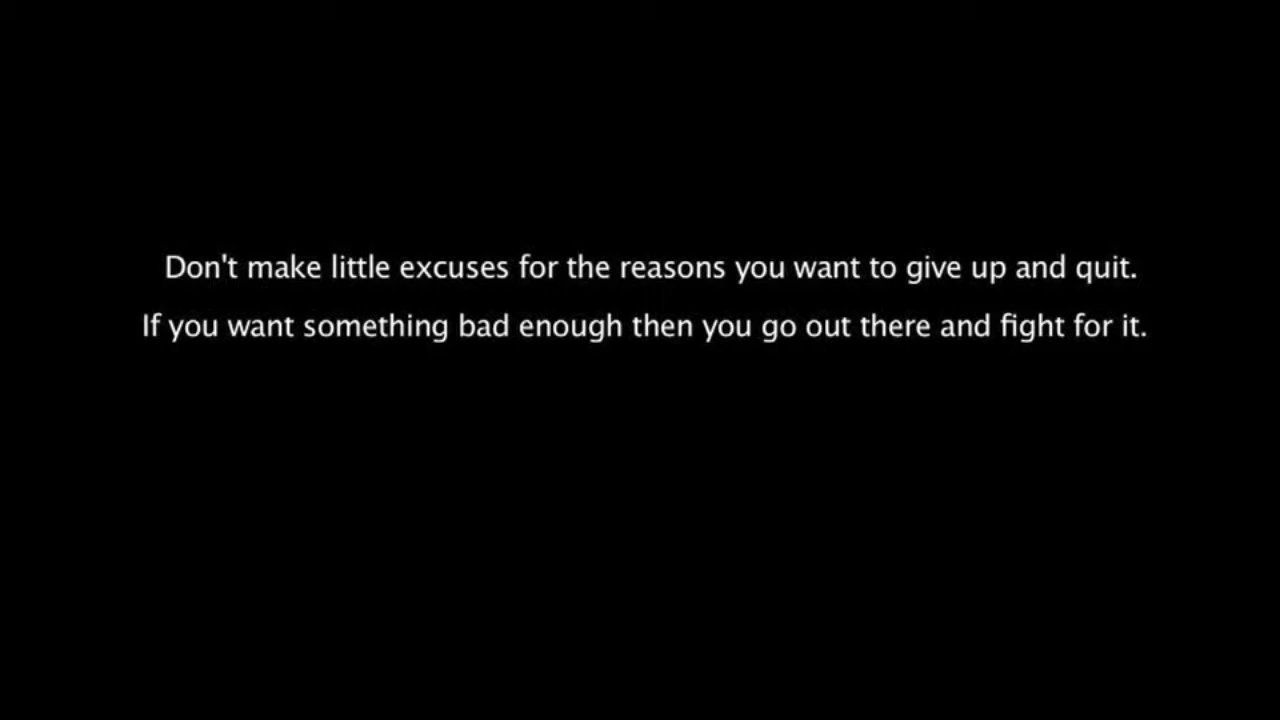 Don't make little excuses for the reasons you want to give up and quit.
If you want something bad enough then you go out there and fight for it.